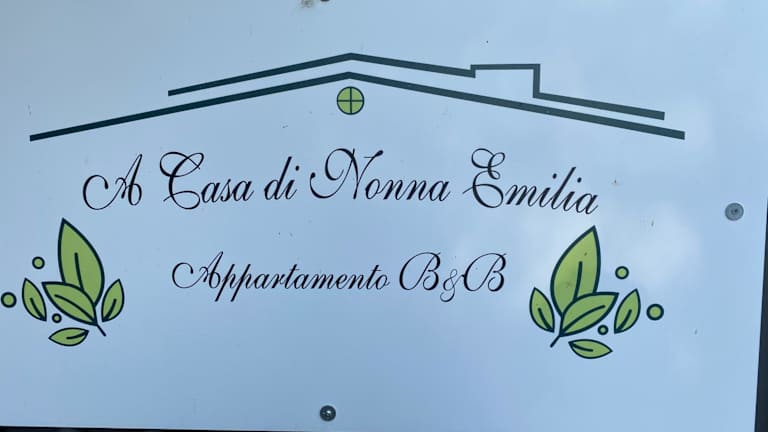 A Casa di Nonna Emilia
Appartamento B&B